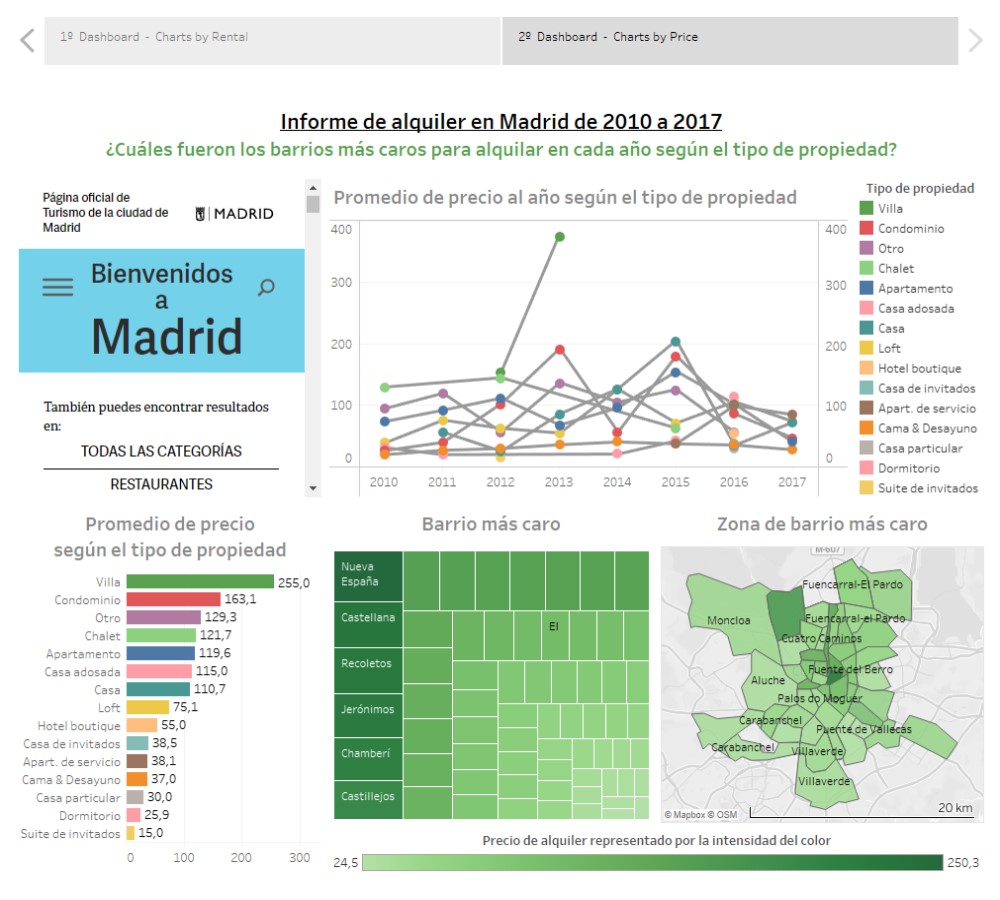 1º Dashboard - Charts by Rental
2º Dashboard - Charts by Price
Informe de alquiler en Madrid de 2010 a 2017
¿Cuáles fueron los barrios más caros para alquilar en cada año según el tipo de propiedad?
Página oficial de
Turismo de la ciudad de
Madrid
MADRID
Bienvenidos
a
Madrid
También puedes encontrar resultados
en:
TODAS LAS CATEGORÍAS
RESTAURANTES
Promedio de precio al año según el tipo de propiedad
400
300
200
100
0
400
300
200
100
0
2010 2011 2012 2013 2014 2015 2016 2017
Tipo de propiedad
Villa
Condominio
Otro
Chalet
Apartamento
Casa adosada
Casa
Loft
Hotel boutique
Casa de invitados
Apart. de servicio
Cama & Desayuno
Casa particular
Dormitorio
Suite de invitados
Promedio de precio
según el tipo de propiedad
Villa 255,0
Condominio 163,1
Otro 129,3
Chalet 121,7
Apartamento 119,6
Casa adosada 115,0
Casa 110,7
Loft 75,1
Hotel boutique 55,0
Casa de invitados 38,5
Apart. de servicio 38,1
Cama & Desayuno 37,0
Casa particular 30,0
Dormitorio 25,9
Suite de invitados 15,0
0 100 200 300
Barrio más caro
Nueva
España
Castellana
Recoletos
Jerónimos
Chamberí
Castillejos
El
Zona de barrio más caro
M-607
Fuencarral-El Pardo
Moncloa
Fuencarral-el Pardo
Cuatro Caminos
Fuente del Berro
Aluche
Palos do Moguer
Carabanchel
Puente de Vallecas
Carabanchel
Villaverde
Villaverde
© Mapbox © OSM
20 km
Precio de alquiler representado por la intensidad del color
24,5
250,3